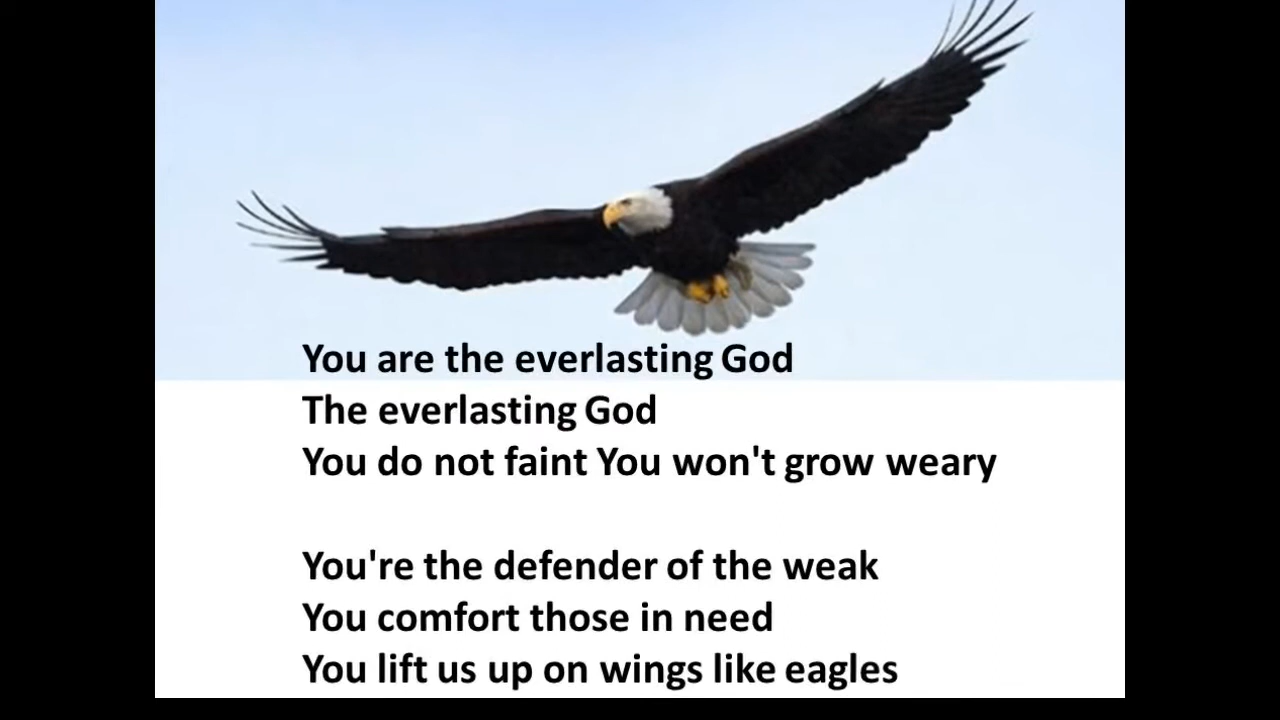 You are the everlasting God
The everlasting God
You do not faint You won't grow weary
You're the defender of the weak
You comfort those in need
You lift us up on wings like eagles